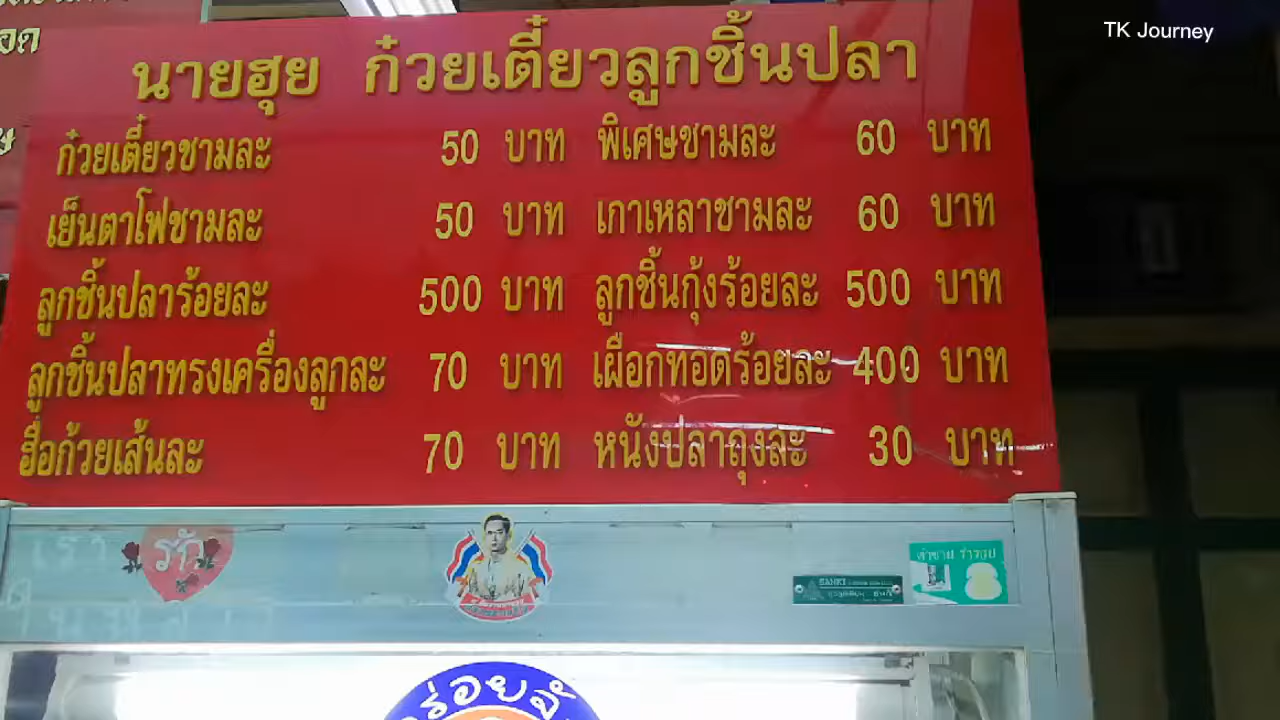 TK Journey
นายฮุย ก๋วยเตี๋ยวลูกชิ้นปลา
ก๋วยเตี๋ยวชามละ 50 บาท พิเศษชามละ 60 บาท
เย็นตาโฟชามละ 50 บาท เกาเหลาชามละ 60 บาท
ลูกชิ้นปลาร้อยละ 500 บาท ลูกชิ้นกุ้งร้อยละ 500 บาท
ลูกชิ้นปลาทรงเครื่องลูกละ 70 บาท เผือกทอดร้อยละ 400 บาท
ฮื่อก้วยเส้นละ 70 บาท หนังปลาถุงละ 30 บาท
เรา รัก